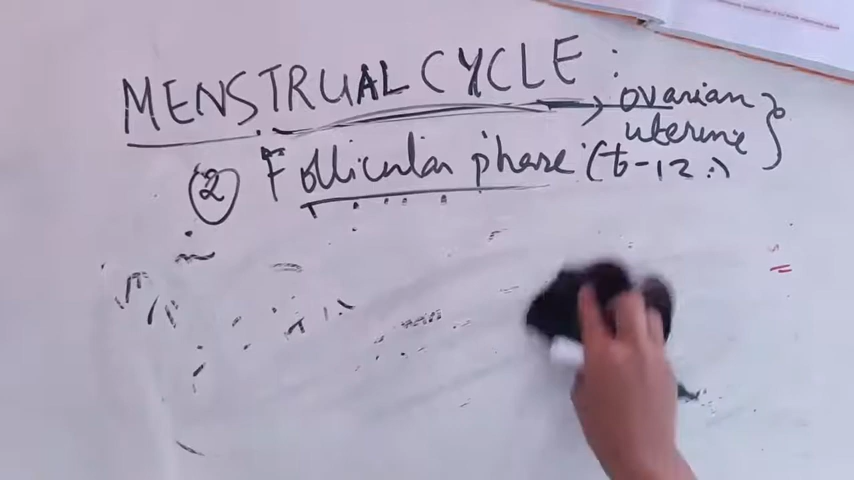 MENSTRUAL CYCLE :
→ ovarian
uterine }
② Follicular phase (6-12.)